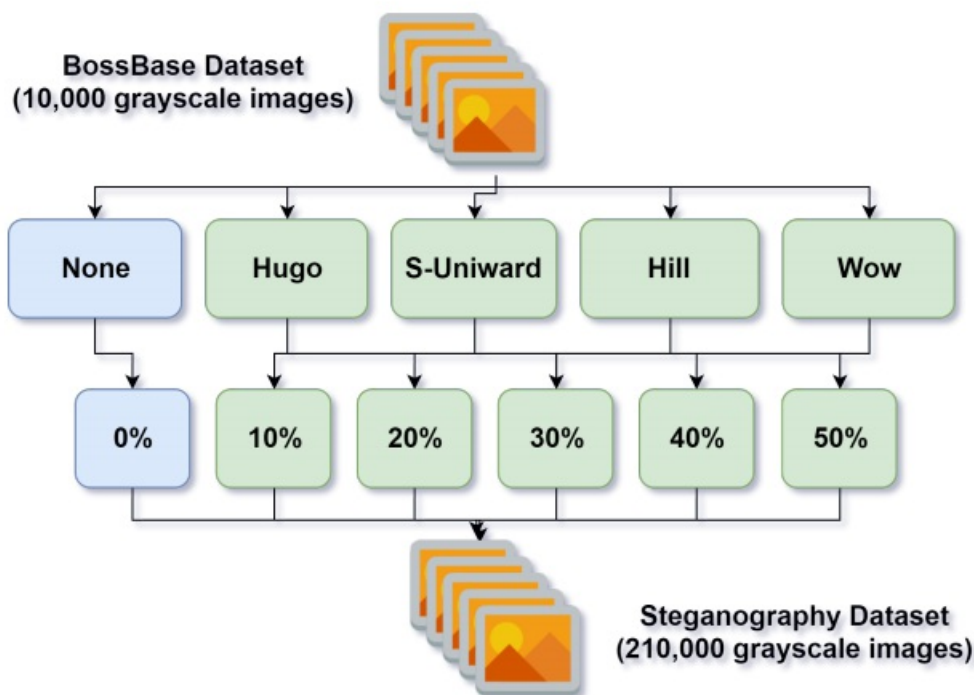 BossBase Dataset
(10,000 grayscale images)
None
Hugo
S-Uniward
Hill
Wow
0%
10%
20%
30%
40%
50%
Steganography Dataset
(210,000 grayscale images)